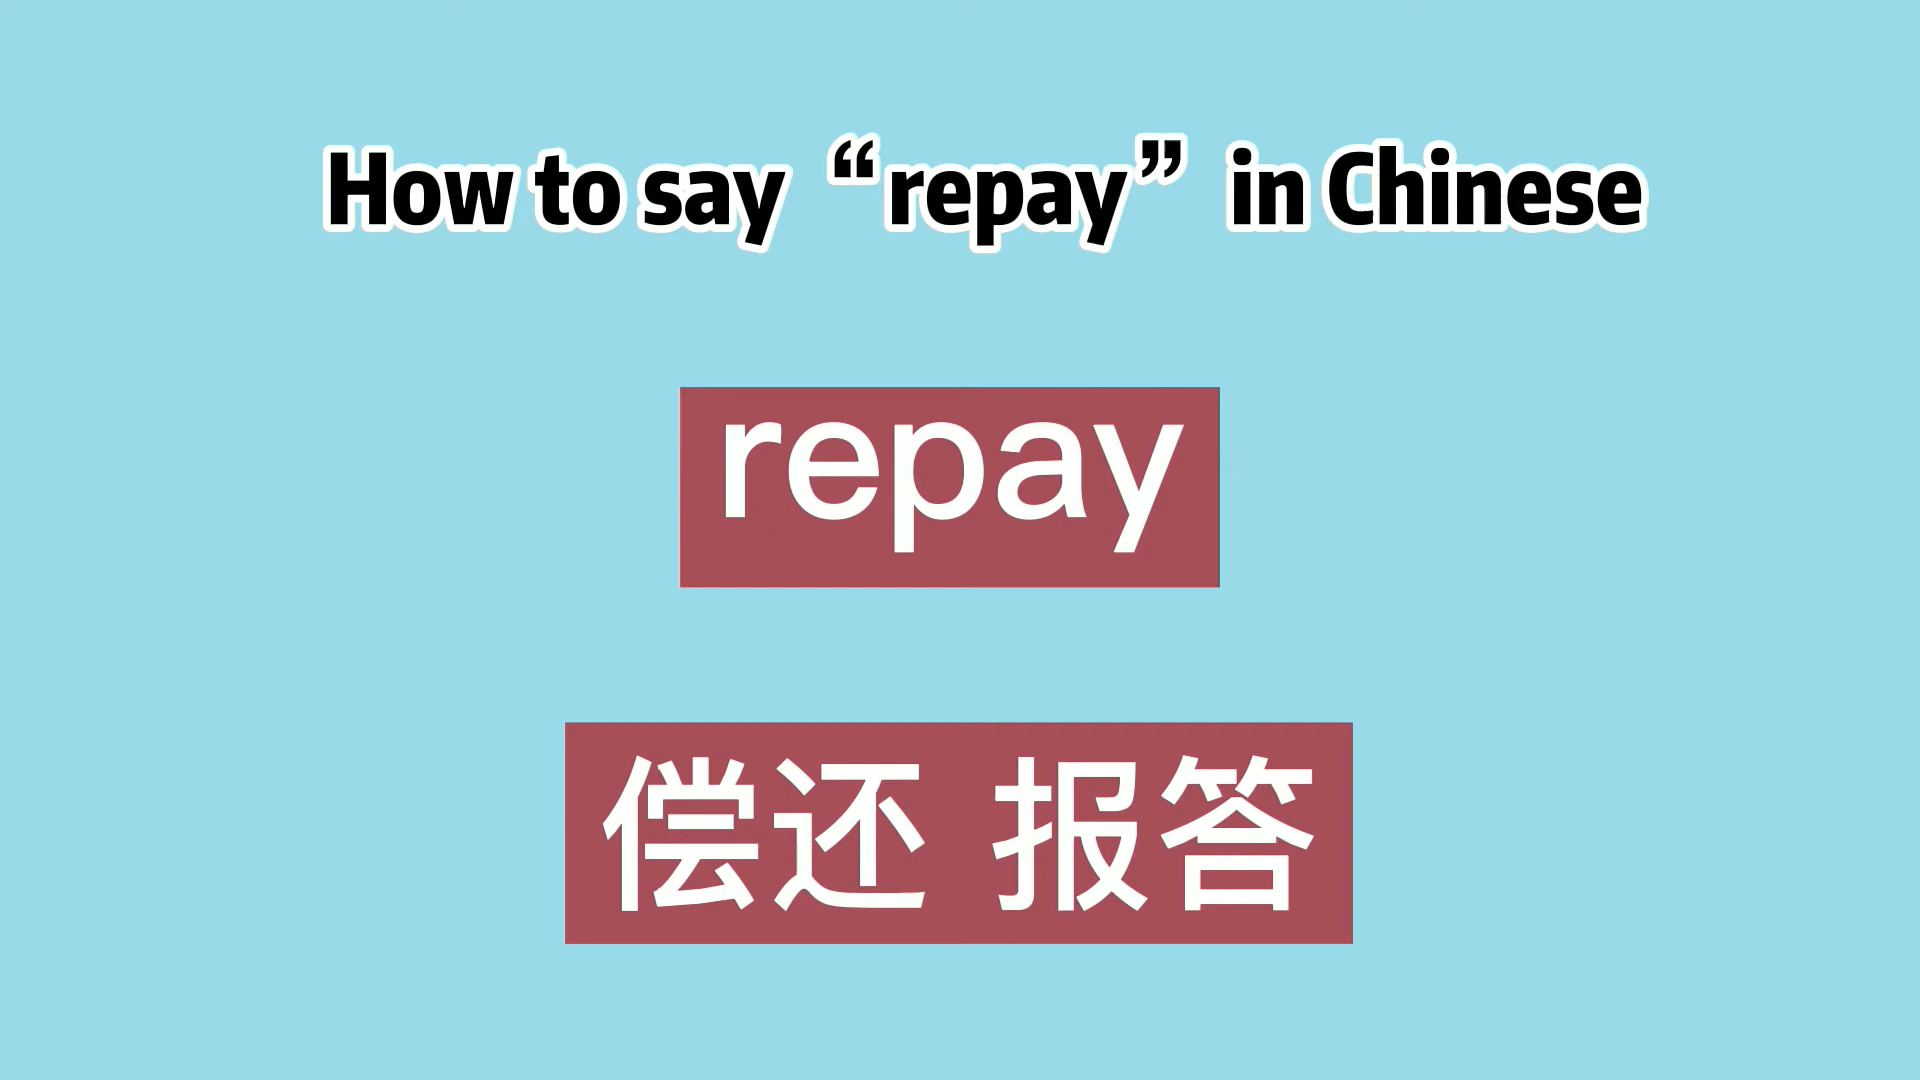 How to say “repay” in Chinese
repay
偿还 报答